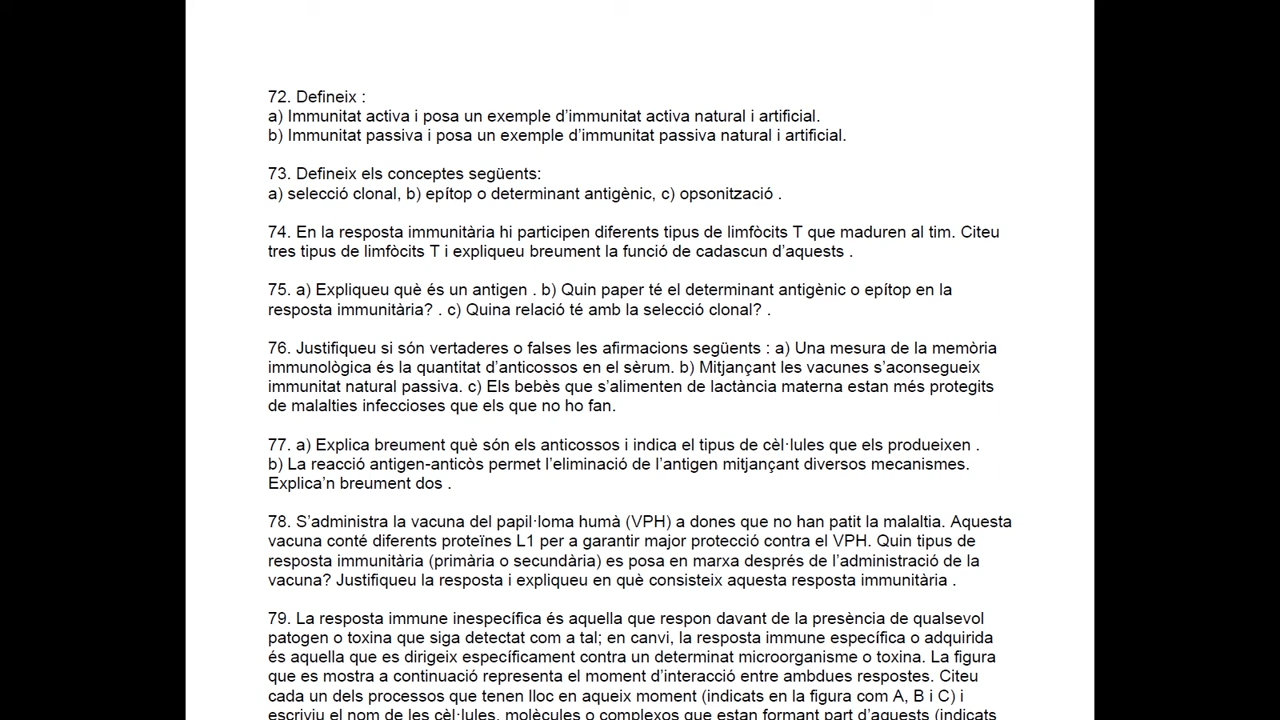 72. Defineix :
a) Immunitat activa i posa un exemple d’immunitat activa natural i artificial.
b) Immunitat passiva i posa un exemple d’immunitat passiva natural i artificial.
73. Defineix els conceptes següents:
a) selecció clonal, b) epítop o determinant antigènic, c) opsonització .
74. En la resposta immunitària hi participen diferents tipus de limfòcits T que maduren al tim. Citeu
tres tipus de limfòcits T i expliqueu breument la funció de cadascun d’aquests .
75. a) Expliqueu què és un antigen . b) Quin paper té el determinant antigènic o epítop en la
resposta immunitària? . c) Quina relació té amb la selecció clonal? .
76. Justifiqueu si són vertaderes o falses les afirmacions següents : a) Una mesura de la memòria
immunològica és la quantitat d’anticossos en el sèrum. b) Mitjançant les vacunes s’aconsegueix
immunitat natural passiva. c) Els bebès que s’alimenten de lactància materna estan més protegits
de malalties infeccioses que els que no ho fan.
77. a) Explica breument què són els anticossos i indica el tipus de cèl·lules que els produeixen .
b) La reacció antigen-anticòs permet l’eliminació de l’antigen mitjançant diversos mecanismes.
Explica’n breument dos .
78. S’administra la vacuna del papil·loma humà (VPH) a dones que no han patit la malaltia. Aquesta
vacuna conté diferents proteïnes L1 per a garantir major protecció contra el VPH. Quin tipus de
resposta immunitària (primària o secundària) es posa en marxa després de l’administració de la
vacuna? Justifiqueu la resposta i expliqueu en què consisteix aquesta resposta immunitària .
79. La resposta immune inespecífica és aquella que respon davant de la presència de qualsevol
patogen o toxina que siga detectat com a tal; en canvi, la resposta immune específica o adquirida
és aquella que es dirigeix específicament contra un determinat microorganisme o toxina. La figura
que es mostra a continuació representa el moment d’interacció entre ambdues respostes. Citeu
cada un dels processos que tenen lloc en aqueix moment (indicats en la figura com A, B i C) i
escriviu el nom de les cèl·lules, molècules o complexos que estan formant part d’aquests (indicats